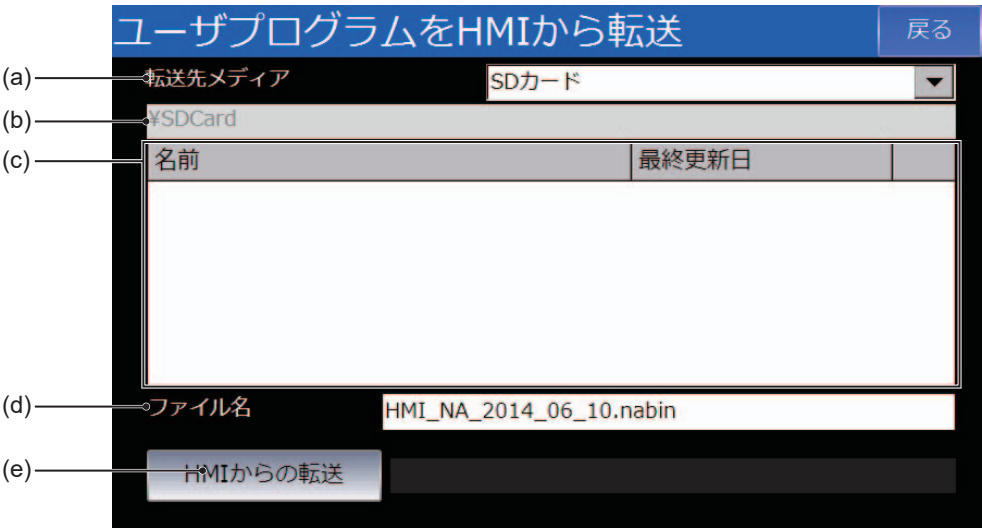 ユーザプログラムをHMIから転送 戻る
(a) 転送先メディア SDカード
(b) ¥SDCard
(c) 名前 最終更新日
(d) ファイル名 HMI_NA_2014_06_10.nabin
(e) HMIからの転送